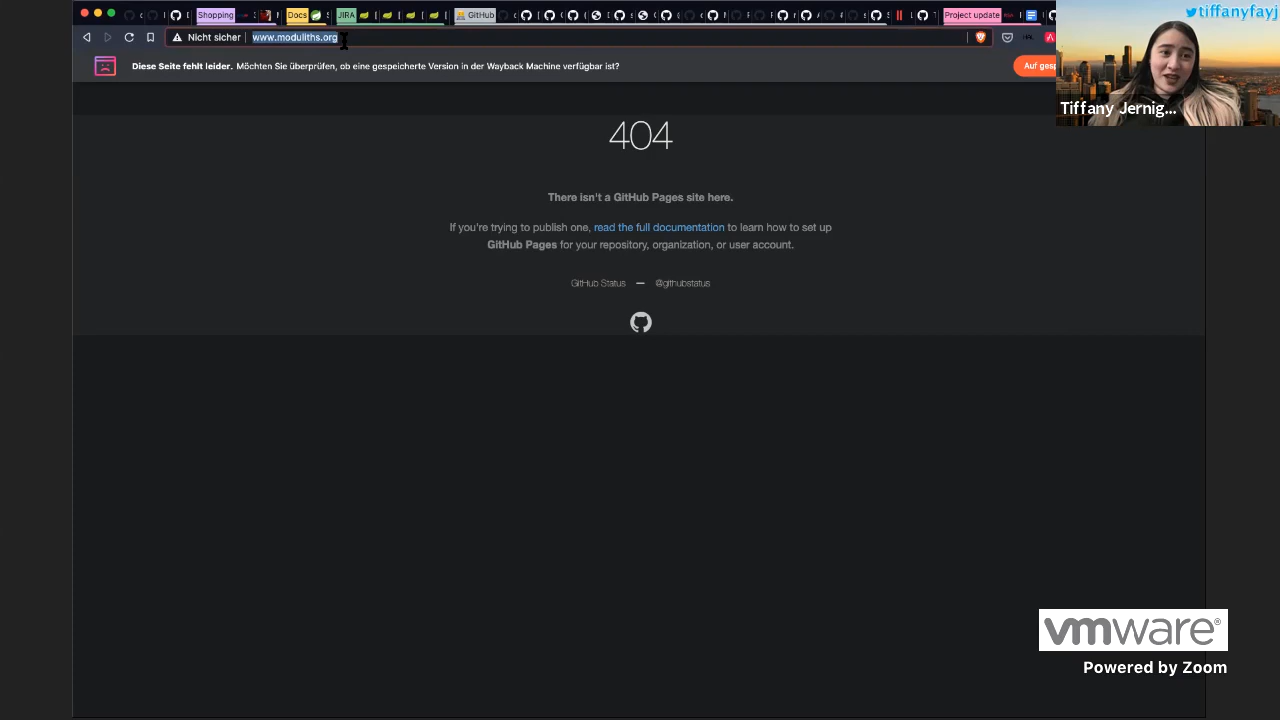 Shopping
Docs
JIRA
GitHub
Project update
tiffanyfayj
Nicht sicher
www.moduliths.org
Diese Seite fehlt leider. Möchten Sie überprüfen, ob eine gespeicherte Version in der Wayback Machine verfügbar ist?
Auf gesp
Tiffany Jernig...
404
There isn't a GitHub Pages site here.
If you're trying to publish one, read the full documentation to learn how to set up
GitHub Pages for your repository, organization, or user account.
GitHub Status — @githubstatus
vmware®
Powered by Zoom